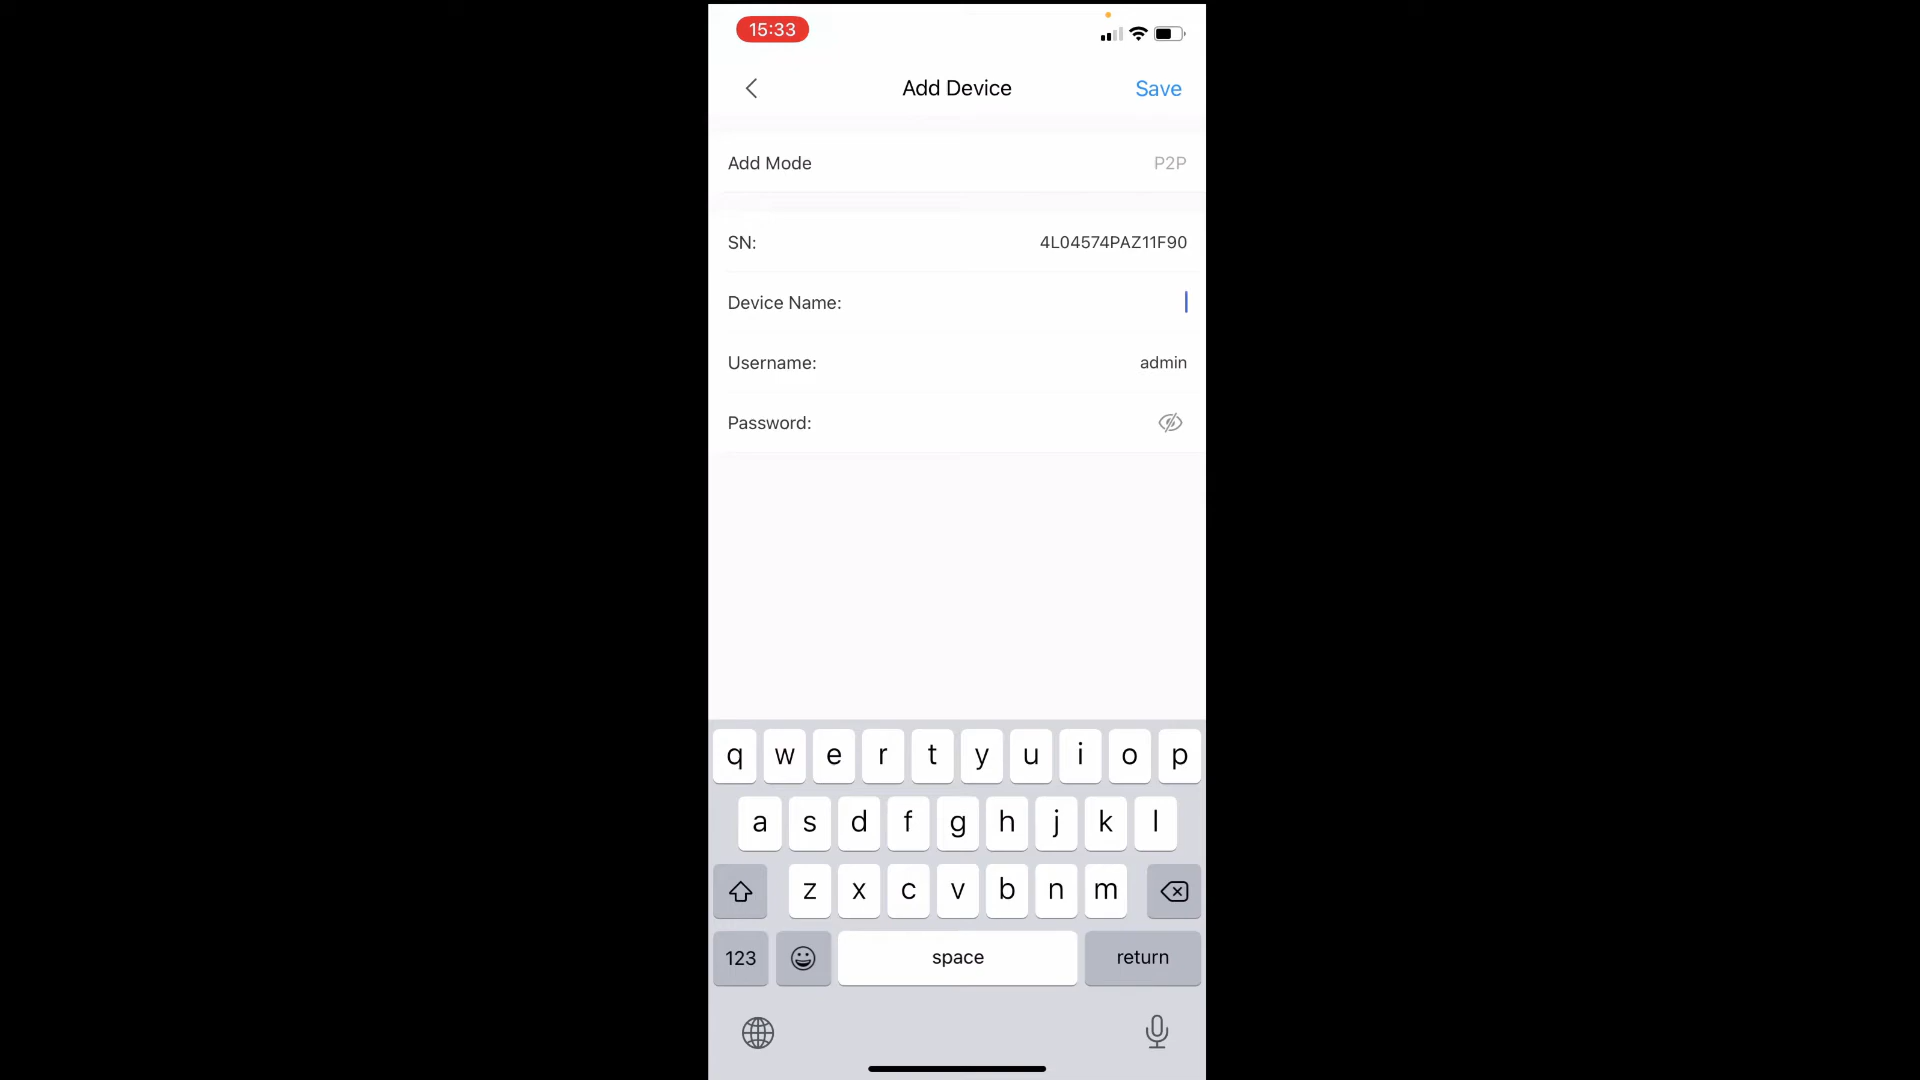 15:33
Add Device
Save
Add Mode
P2P
SN:
4L04574PAZ11F90
Device Name:
Username:
admin
Password:
q w e r t y u i o p
a s d f g h j k l
z x c v b n m
123
space
return